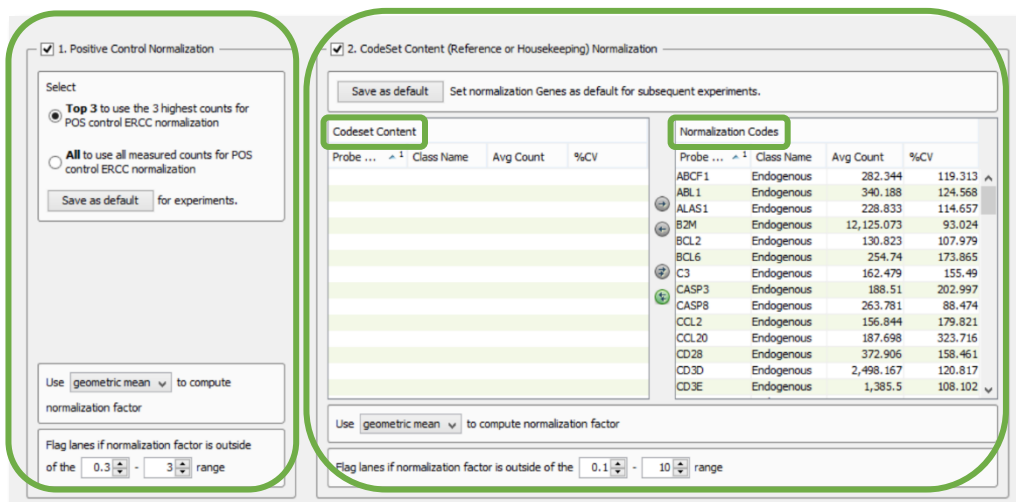 1. Positive Control Normalization
Select
Top 3 to use the 3 highest counts for
POS control ERCC normalization
All to use all measured counts for POS
control ERCC normalization
Save as default for experiments.
Use geometric mean to compute
normalization factor
Flag lanes if normalization factor is outside
of the 0.3 - 3 range
2. CodeSet Content (Reference or Housekeeping) Normalization
Save as default Set normalization Genes as default for subsequent experiments.
Codeset Content
Probe ... 1 Class Name Avg Count %CV
Normalization Codes
Probe ... 1 Class Name Avg Count %CV
ABCF1 Endogenous 282.344 119.313
ABL1 Endogenous 340.188 124.568
ALAS1 Endogenous 228.833 114.657
B2M Endogenous 12,125.073 93.024
BCL2 Endogenous 130.823 107.979
BCL6 Endogenous 254.74 173.865
C3 Endogenous 162.479 155.49
CASP3 Endogenous 188.51 202.997
CASP8 Endogenous 263.781 88.474
CCL2 Endogenous 156.844 179.821
CCL20 Endogenous 187.698 323.716
CD28 Endogenous 372.906 158.461
CD3D Endogenous 2,498.167 120.817
CD3E Endogenous 1,385.5 108.102
Use geometric mean to compute normalization factor
Flag lanes if normalization factor is outside of the 0.1 - 10 range